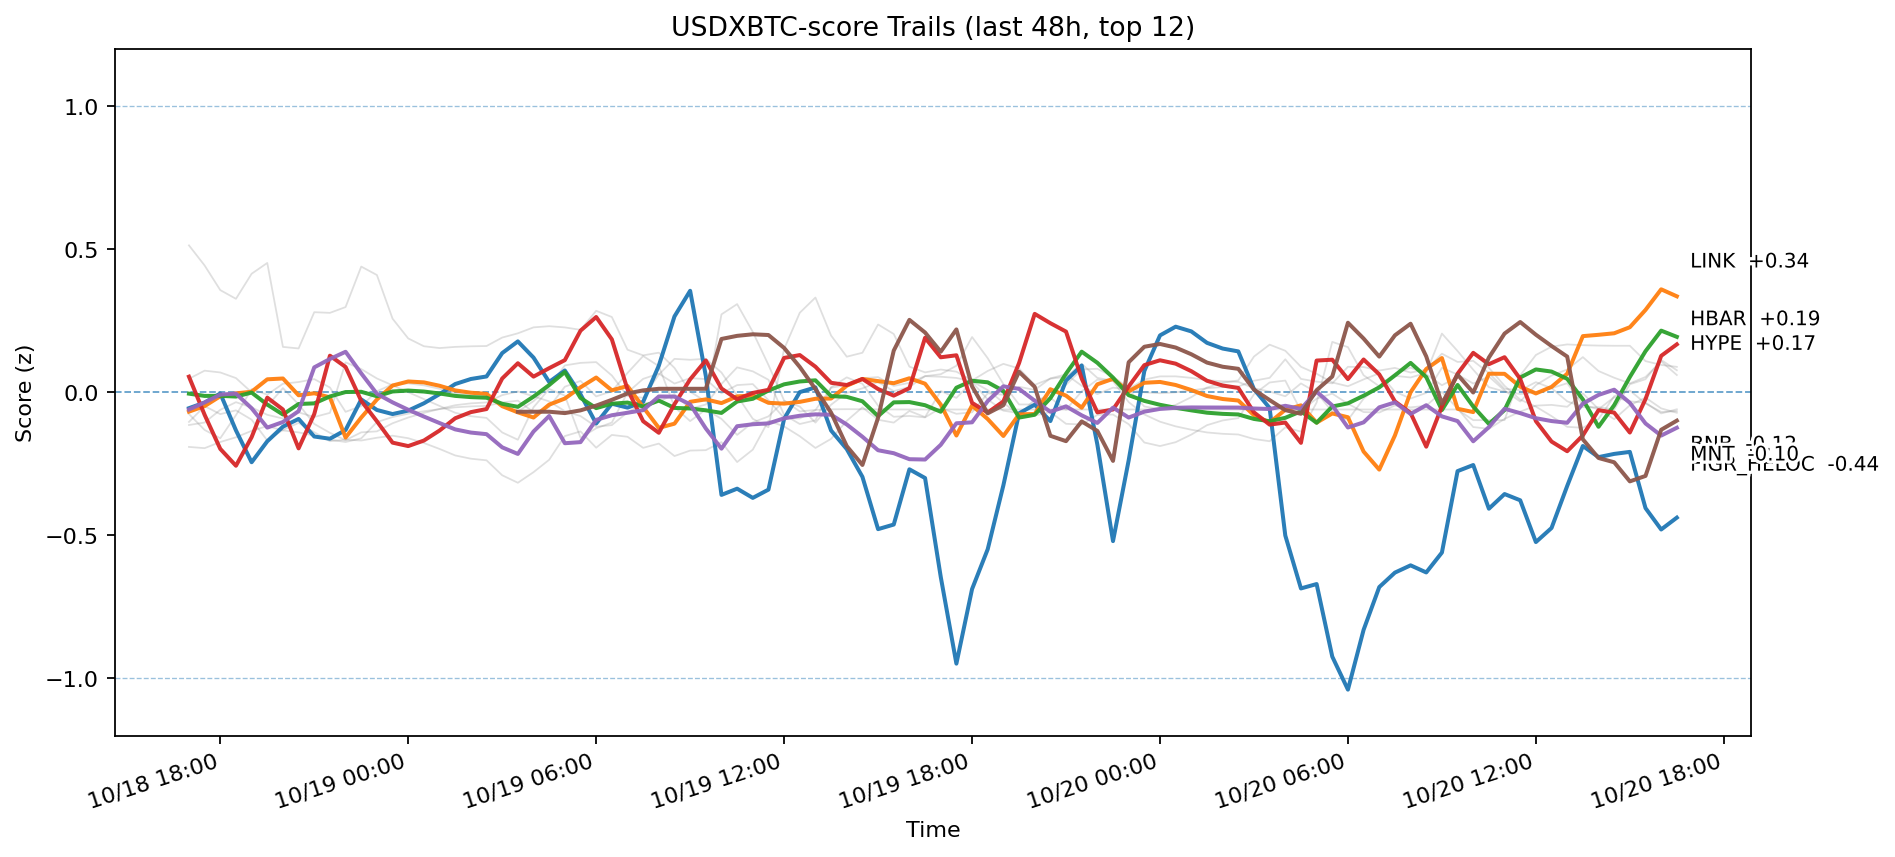 USDXBTC-score Trails (last 48h, top 12)
Score (z)
1.0
0.5
0.0
−0.5
−1.0
LINK +0.34
HBAR +0.19
HYPE +0.17
MNT -0.10
-0.44
10/18 18:00
10/19 00:00
10/19 06:00
10/19 12:00
10/19 18:00
10/20 00:00
10/20 06:00
10/20 12:00
10/20 18:00
Time